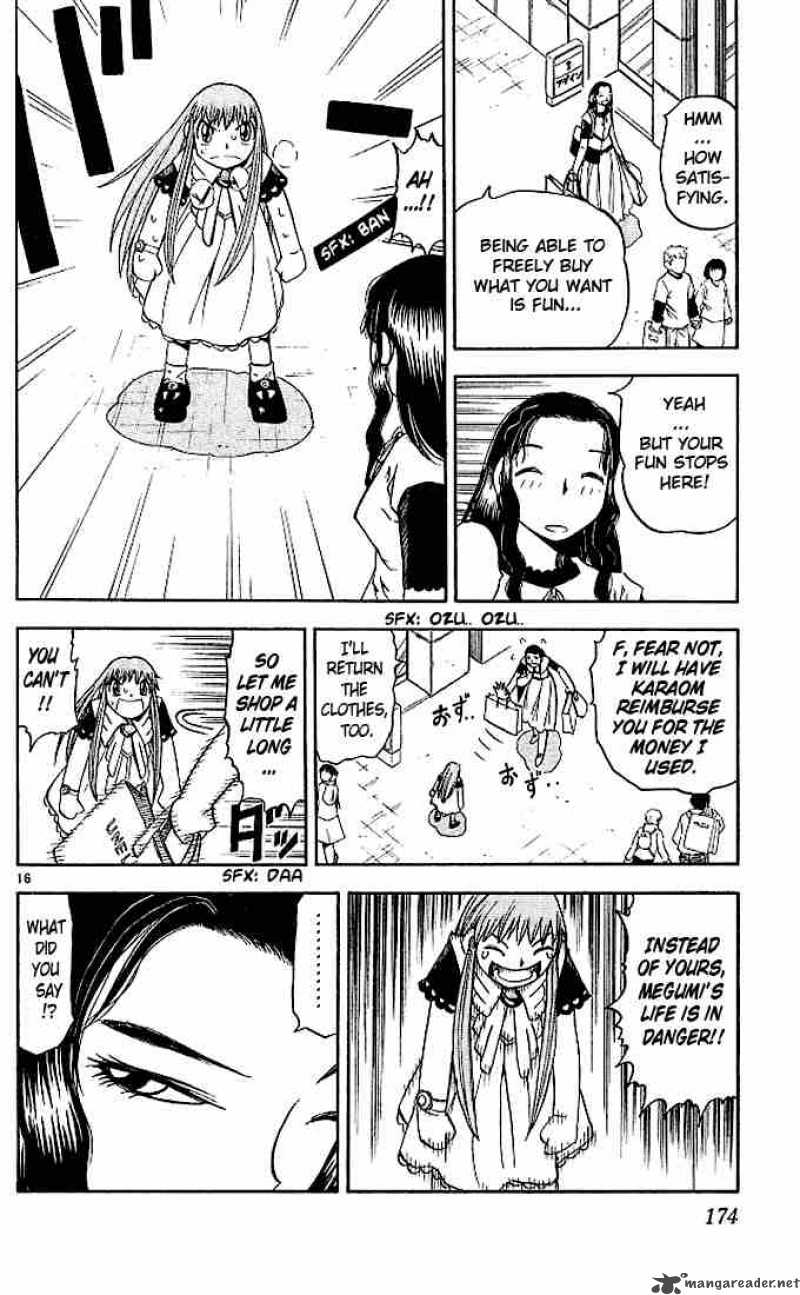 HMM
...
HOW
SATIS-
FYING.
BEING ABLE TO
FREELY BUY
WHAT YOU WANT
IS FUN...
YEAH
...
BUT YOUR
FUN STOPS
HERE!
AH
...!!
SFX: BAN
SFX: OZU.. OZU..
F, FEAR NOT,
I WILL HAVE
KARAOM
REIMBURSE
YOU FOR THE
MONEY I
USED.
I'LL
RETURN
THE
CLOTHES,
TOO.
おず..
おず..
SO
LET ME
SHOP A
LITTLE
LONG
...
YOU
CAN'T
!!
UNE
ダッ
16
SFX: DAA
INSTEAD
OF YOURS,
MEGUMI'S
LIFE IS IN
DANGER!!
........
WHAT
DID
YOU
SAY
!?
174
mangareader.net